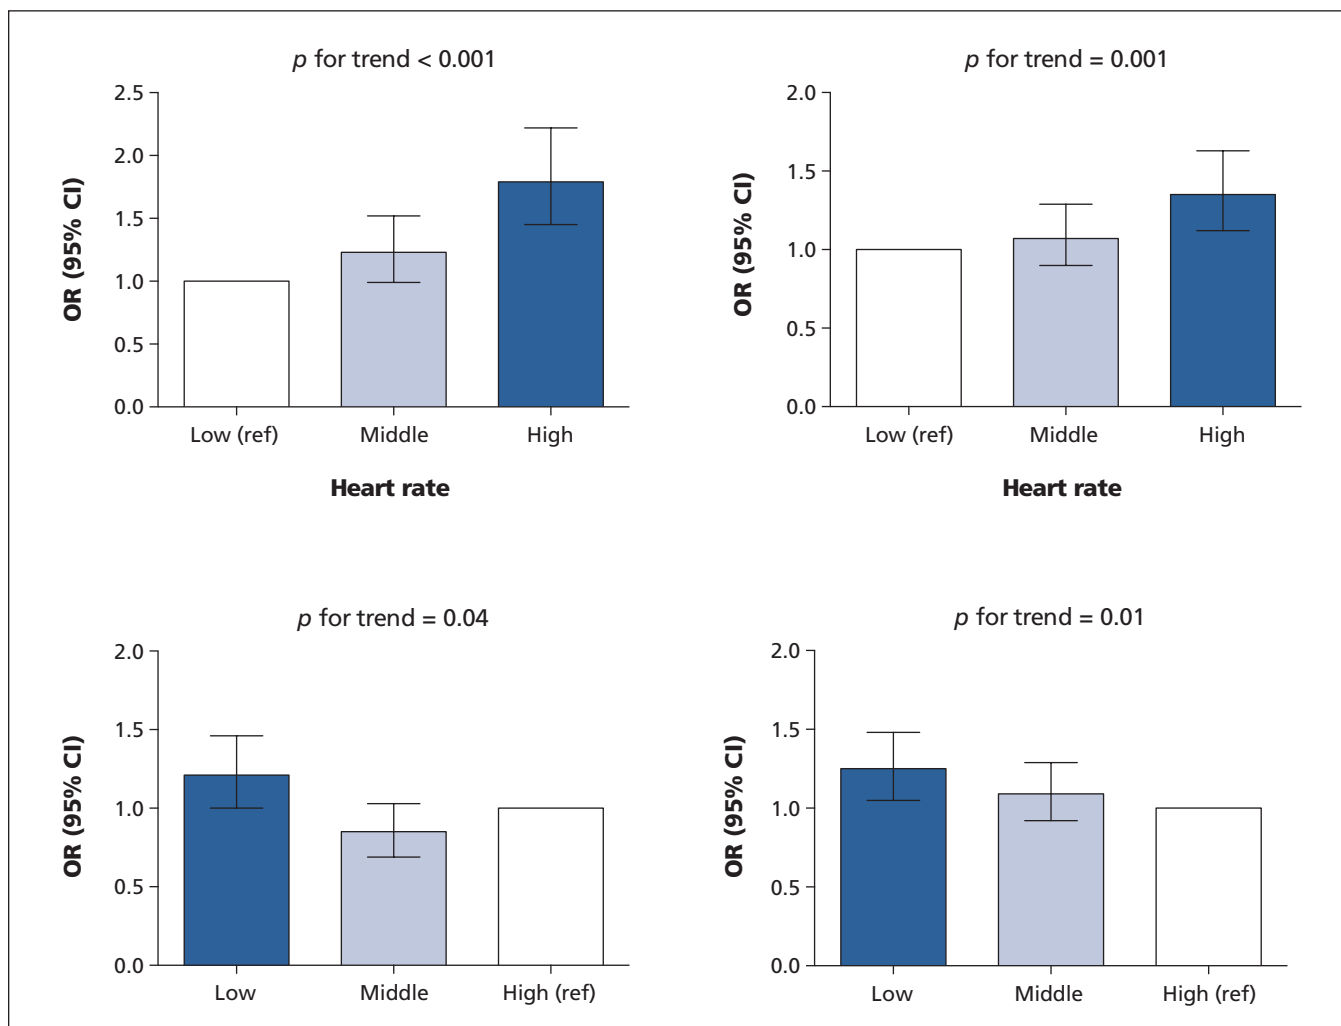 p for trend < 0.001
OR (95% CI)
2.5
2.0
1.5
1.0
0.5
0.0
Low (ref) Middle High
Heart rate
p for trend = 0.001
OR (95% CI)
2.0
1.5
1.0
0.5
0.0
Low (ref) Middle High
Heart rate
p for trend = 0.04
OR (95% CI)
2.0
1.5
1.0
0.5
0.0
Low Middle High (ref)
p for trend = 0.01
OR (95% CI)
2.0
1.5
1.0
0.5
0.0
Low Middle High (ref)